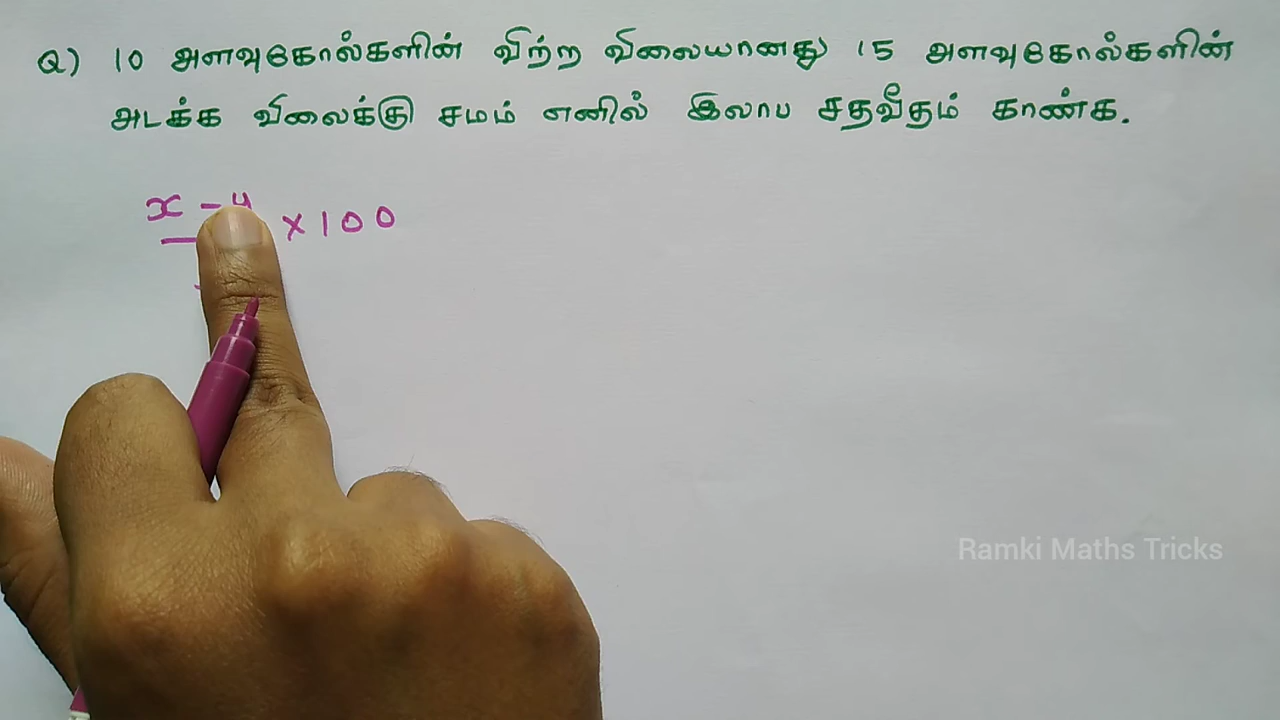 Q) 10 அளவுகோல்களின் விற்ற விலையானது 15 அளவுகோல்களின்
அடக்க விலைக்கு சமம் எனில் இலாப சதவீதம் காண்க.
x - y × 100
Ramki Maths Tricks